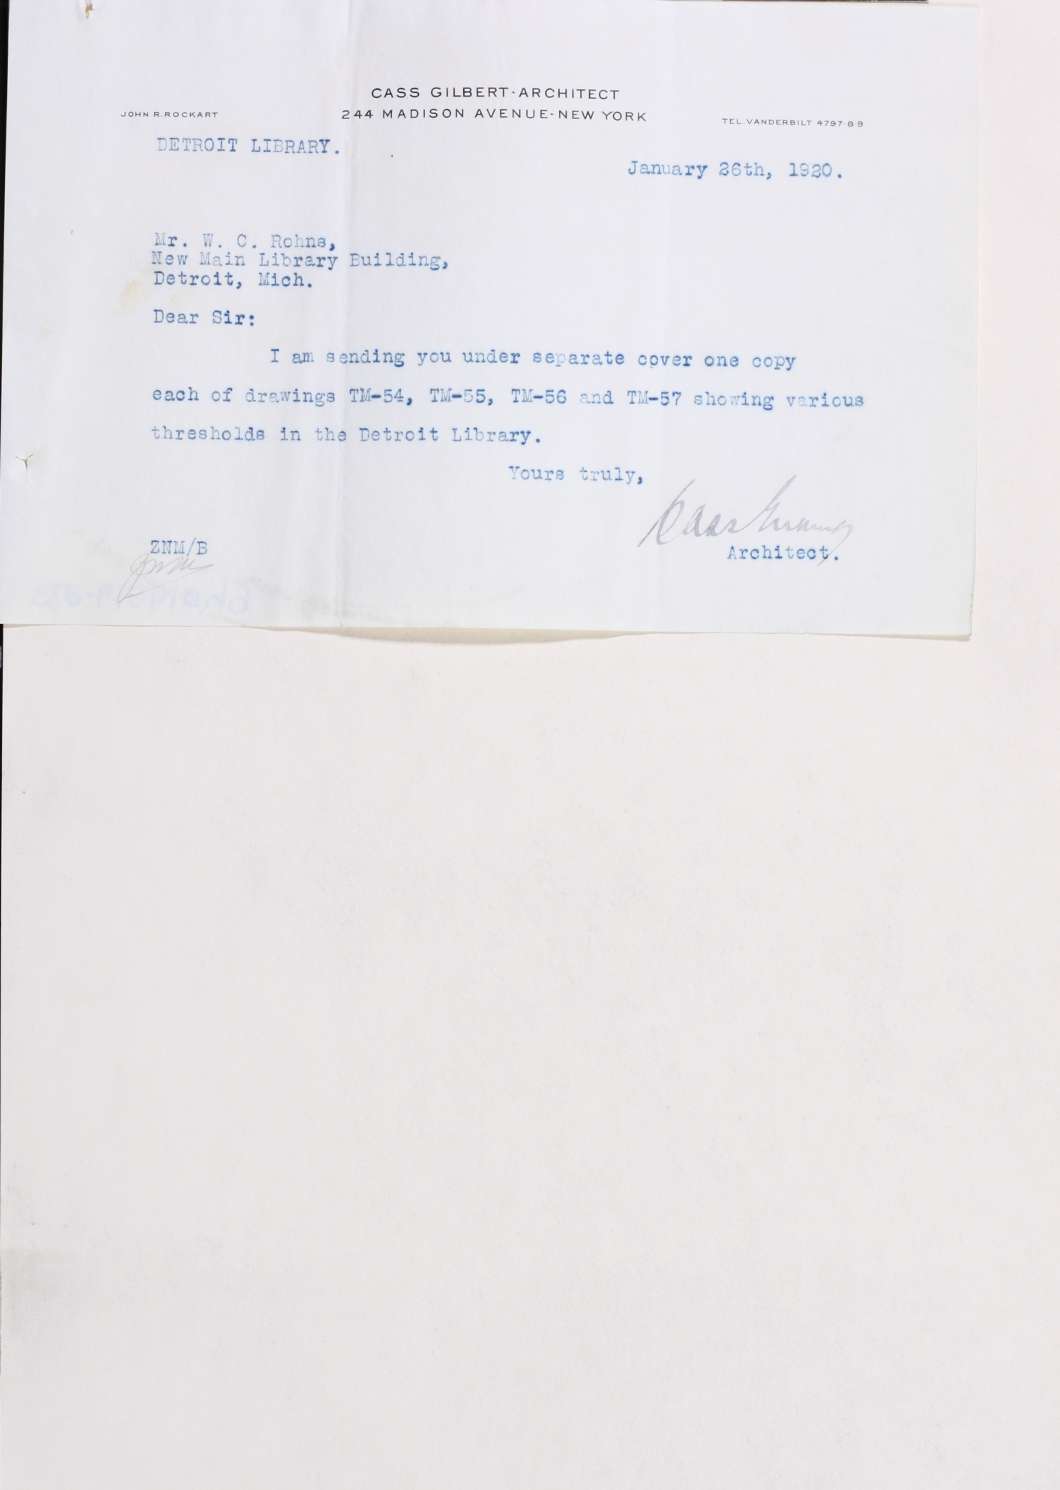 CASS GILBERT-ARCHITECT
244 MADISON AVENUE-NEW YORK
JOHN R. ROCKART
TEL. VANDERBILT 4797-8-9
DETROIT LIBRARY.
January 26th, 1920.
Mr. W. C. Rohns,
New Main Library Building,
Detroit, Mich.
Dear Sir:
I am sending you under separate cover one copy
each of drawings TM-54, TM-55, TM-56 and TM-57 showing various
thresholds in the Detroit Library.
Yours truly,
Cass Gilbert
Architect.
ZNM/B